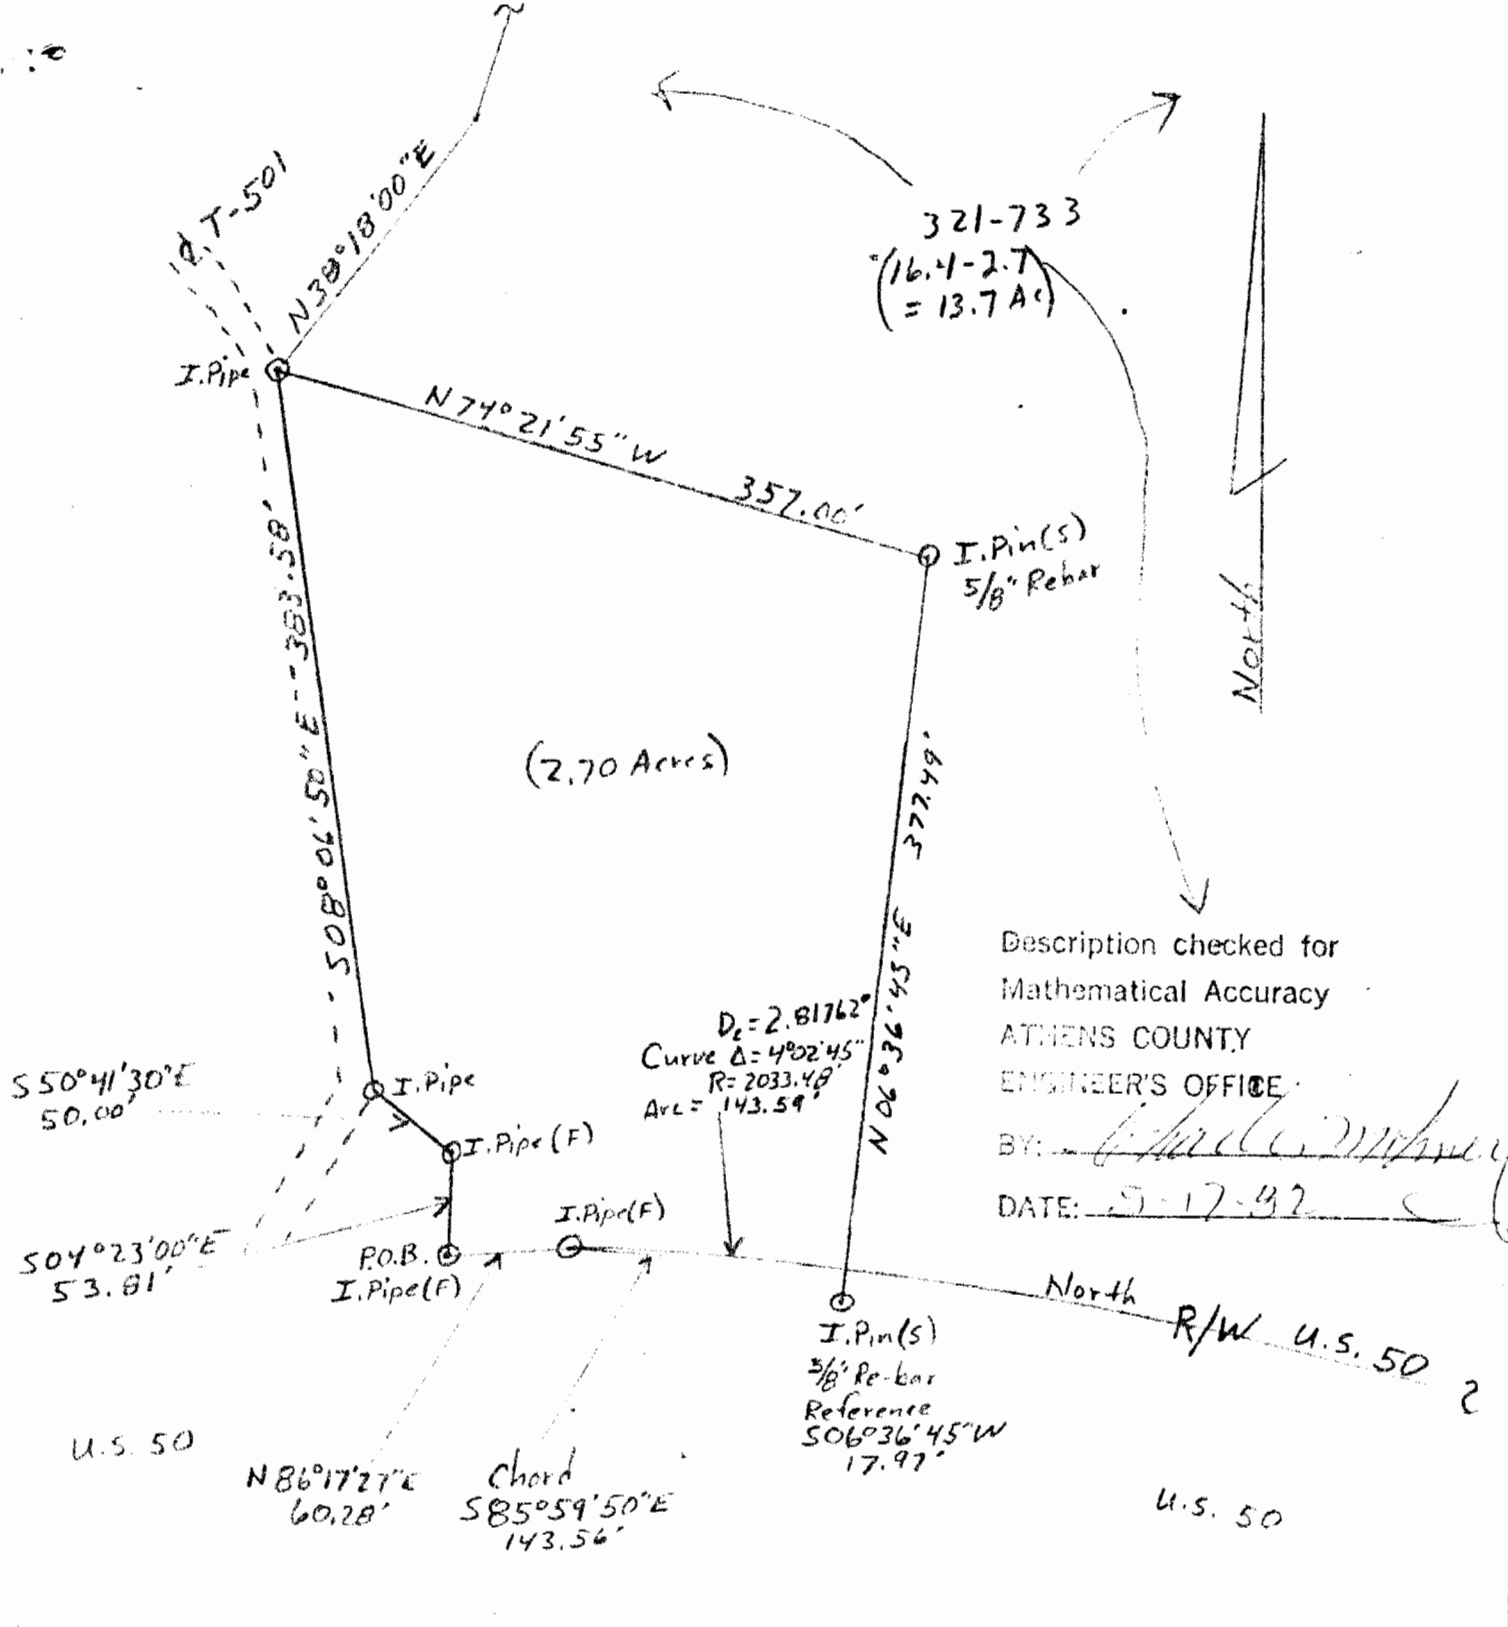 ℄ T-501
N38°18'00"E
321-733
(16.4-2.7
= 13.7 Ac)
I.Pipe
N74°21'55"W 357.00'
I.Pin(S)
5/8" Rebar
North
S08°06'50"E - 383.58'
(2.70 Acres)
N06°36'45"E 377.49'
Description checked for
Mathematical Accuracy
ATHENS COUNTY
ENGINEER'S OFFICE
BY:
DATE: 5-17-
Dc=2.81762°
Curve Δ=4°02'45"
R=2033.48'
Arc= 143.59'
S50°41'30"E
50.00'
I.Pipe
I.Pipe(F)
I.Pipe(F)
S04°23'00"E
53.81'
P.O.B.
I.Pipe(F)
North R/W U.S. 50
I.Pin(S)
5/8" Re-bar
Reference
S06°36'45"W
17.97'
U.S. 50
N86°17'27"E
60.28'
Chord
S85°59'50"E
143.56'
U.S. 50